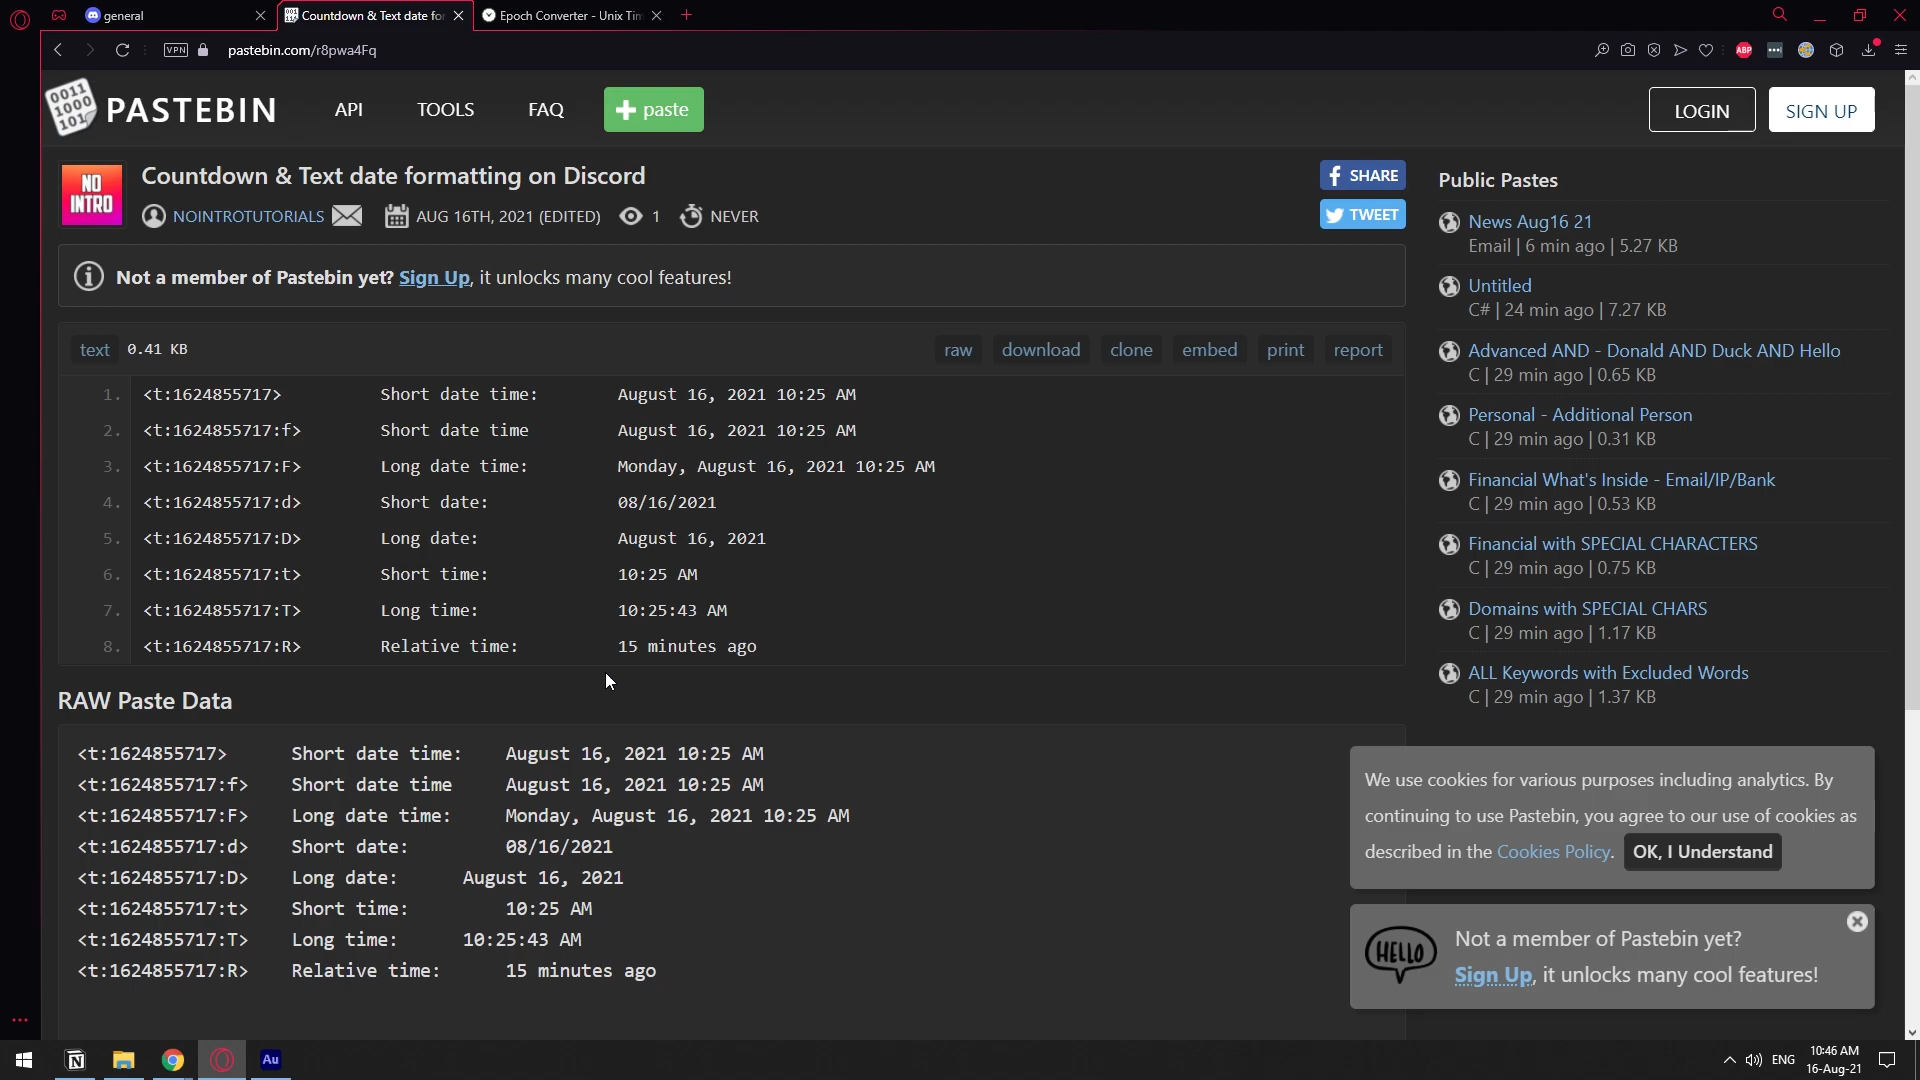 general
Countdown & Text date fo
Epoch Converter - Unix Tim
VPN
pastebin.com/r8pwa4Fq
ABP
0011
1000
101
PASTEBIN
API
TOOLS
FAQ
paste
LOGIN
SIGN UP
NO
INTRO
Countdown & Text date formatting on Discord
NOINTROTUTORIALS
AUG 16TH, 2021 (EDITED)
1
NEVER
SHARE
TWEET
Not a member of Pastebin yet? Sign Up, it unlocks many cool features!
text 0.41 KB
raw download clone embed print report
1. <t:1624855717> Short date time: August 16, 2021 10:25 AM
2. <t:1624855717:f> Short date time August 16, 2021 10:25 AM
3. <t:1624855717:F> Long date time: Monday, August 16, 2021 10:25 AM
4. <t:1624855717:d> Short date: 08/16/2021
5. <t:1624855717:D> Long date: August 16, 2021
6. <t:1624855717:t> Short time: 10:25 AM
7. <t:1624855717:T> Long time: 10:25:43 AM
8. <t:1624855717:R> Relative time: 15 minutes ago
RAW Paste Data
<t:1624855717> Short date time: August 16, 2021 10:25 AM
<t:1624855717:f> Short date time August 16, 2021 10:25 AM
<t:1624855717:F> Long date time: Monday, August 16, 2021 10:25 AM
<t:1624855717:d> Short date: 08/16/2021
<t:1624855717:D> Long date: August 16, 2021
<t:1624855717:t> Short time: 10:25 AM
<t:1624855717:T> Long time: 10:25:43 AM
<t:1624855717:R> Relative time: 15 minutes ago
Public Pastes
News Aug16 21
Email | 6 min ago | 5.27 KB
Untitled
C# | 24 min ago | 7.27 KB
Advanced AND - Donald AND Duck AND Hello
C | 29 min ago | 0.65 KB
Personal - Additional Person
C | 29 min ago | 0.31 KB
Financial What's Inside - Email/IP/Bank
C | 29 min ago | 0.53 KB
Financial with SPECIAL CHARACTERS
C | 29 min ago | 0.75 KB
Domains with SPECIAL CHARS
C | 29 min ago | 1.17 KB
ALL Keywords with Excluded Words
C | 29 min ago | 1.37 KB
We use cookies for various purposes including analytics. By
continuing to use Pastebin, you agree to our use of cookies as
described in the Cookies Policy. OK, I Understand
HELLO
Not a member of Pastebin yet?
Sign Up, it unlocks many cool features!
Au
ENG
10:46 AM
16-Aug-21